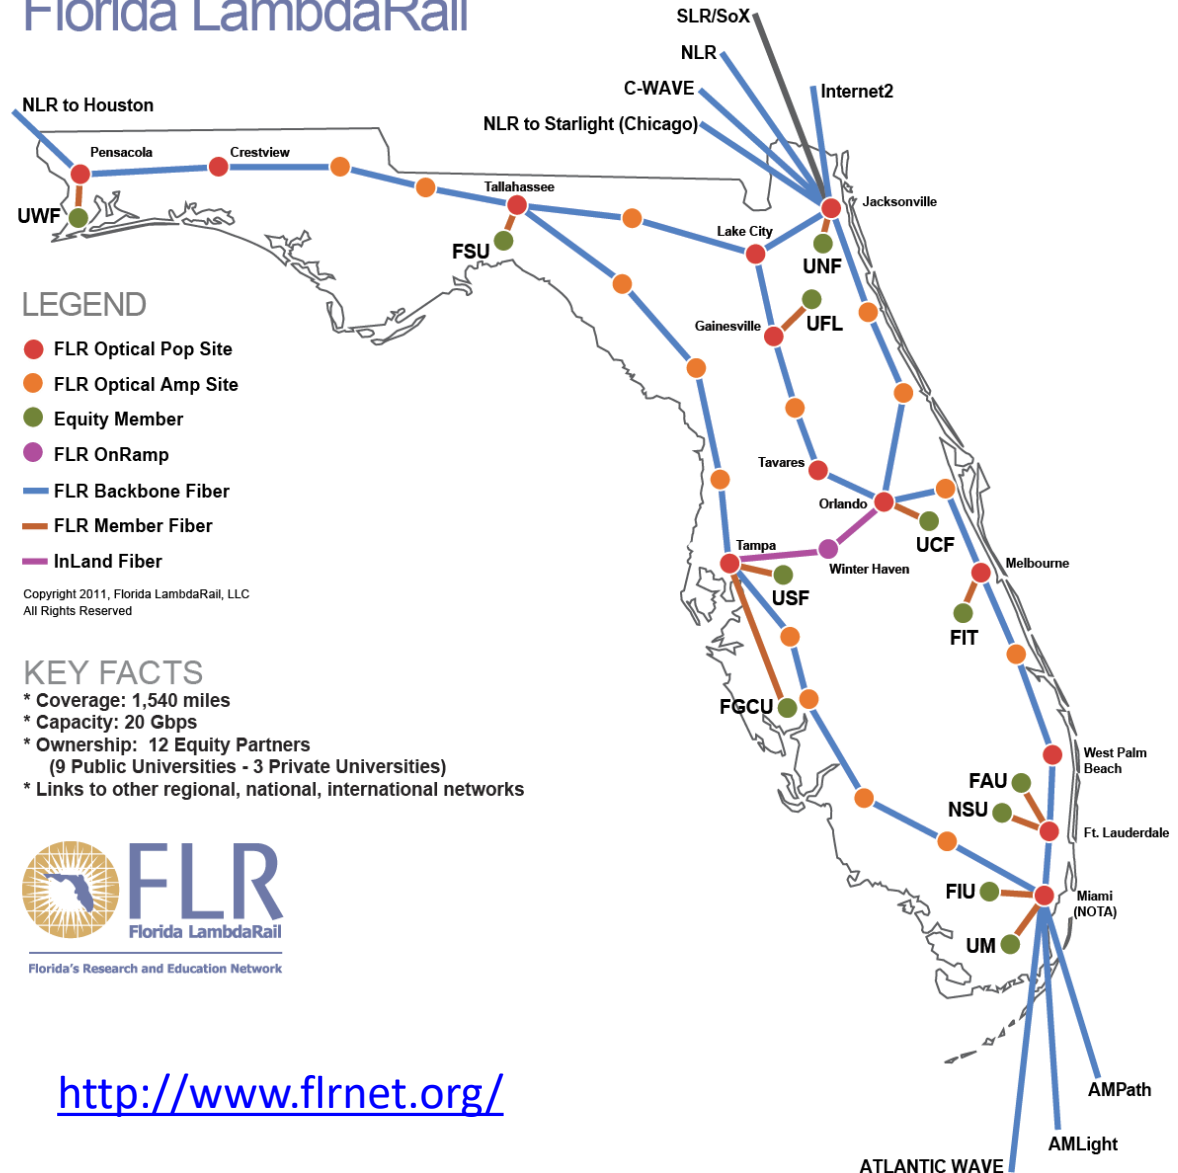 Florida LambdaRail
SLR/SoX
NLR
C-WAVE
Internet2
NLR to Houston
NLR to Starlight (Chicago)
Pensacola
Crestview
Tallahassee
Jacksonville
UWF
FSU
Lake City
UNF
LEGEND
Gainesville
UFL
FLR Optical Pop Site
FLR Optical Amp Site
Equity Member
FLR OnRamp
FLR Backbone Fiber
FLR Member Fiber
InLand Fiber
Tavares
Orlando
UCF
Tampa
Winter Haven
Melbourne
USF
FIT
Copyright 2011, Florida LambdaRail, LLC
All Rights Reserved
KEY FACTS
* Coverage: 1,540 miles
* Capacity: 20 Gbps
* Ownership: 12 Equity Partners
(9 Public Universities - 3 Private Universities)
* Links to other regional, national, international networks
FGCU
West Palm
Beach
FAU
NSU
Ft. Lauderdale
FIU
Miami
(NOTA)
UM
FLR
Florida LambdaRail
Florida's Research and Education Network
http://www.flrnet.org/
AMPath
AMLight
ATLANTIC WAVE